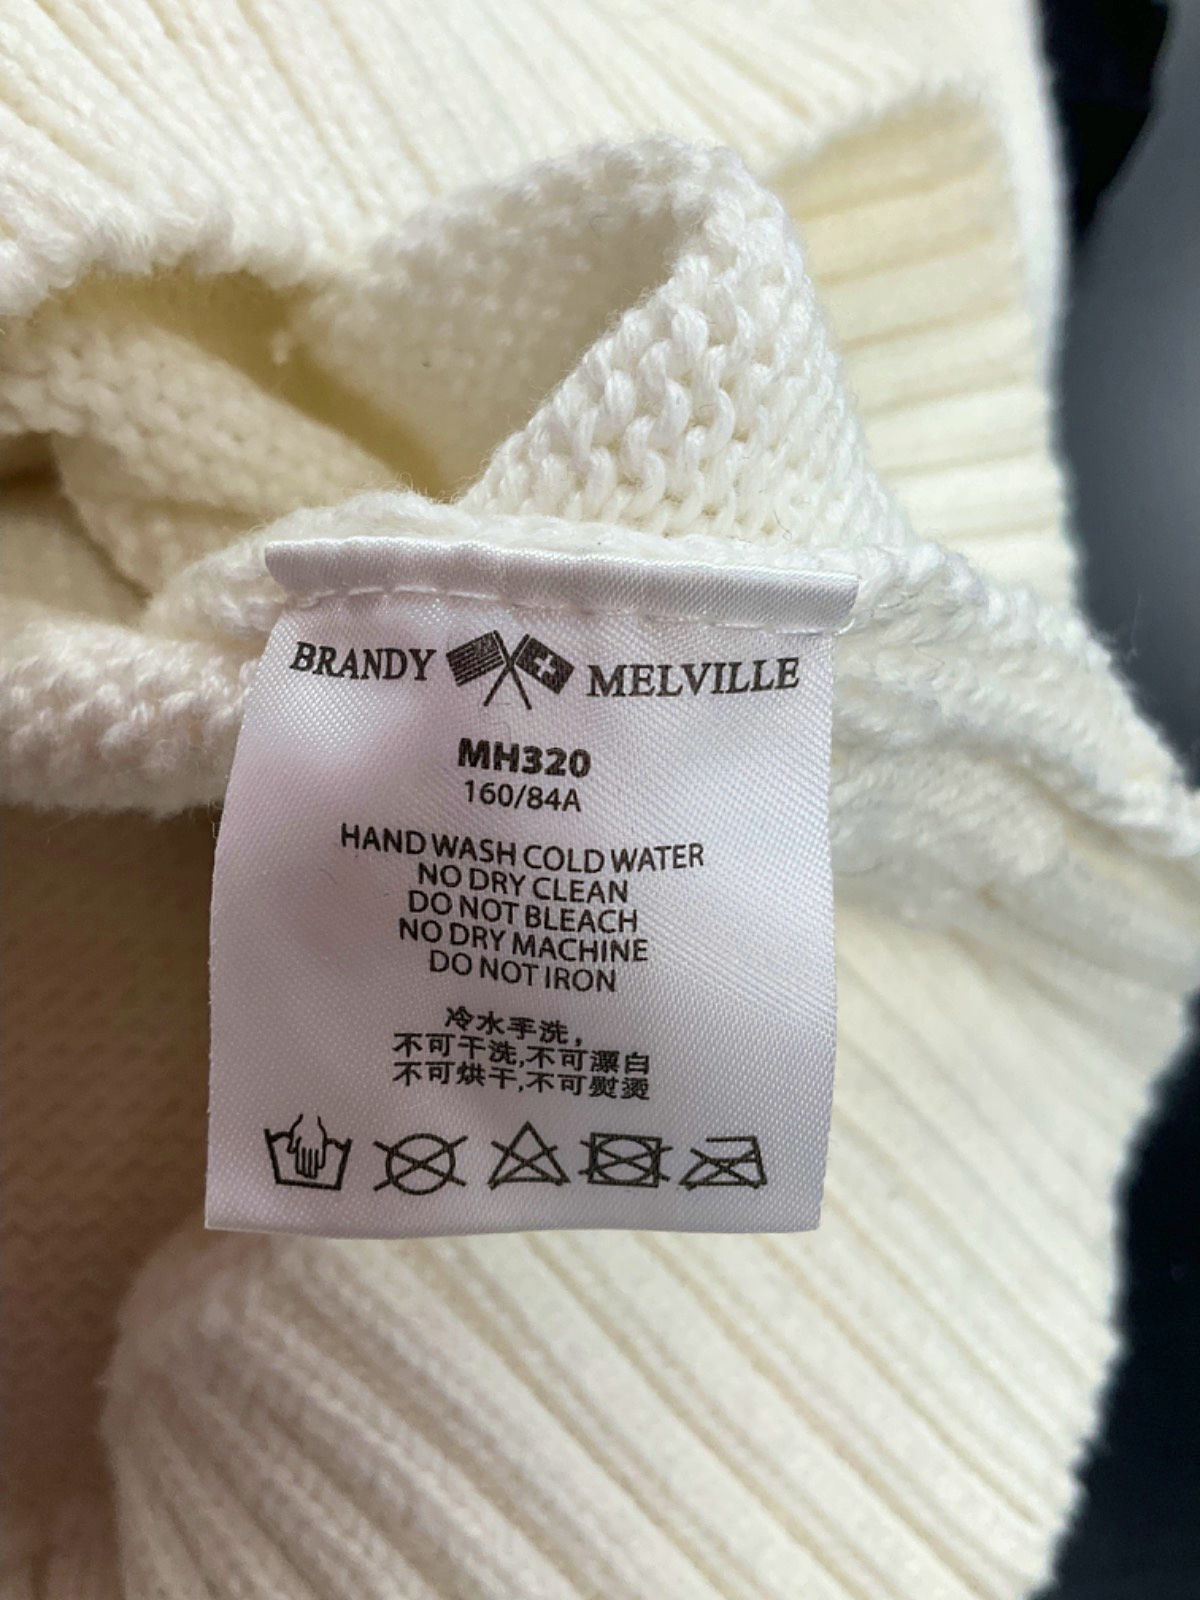 BRANDY MELVILLE
MH320
160/84A
HAND WASH COLD WATER
NO DRY CLEAN
DO NOT BLEACH
NO DRY MACHINE
DO NOT IRON
冷水手洗，
不可干洗,不可漂白
不可烘干,不可熨烫